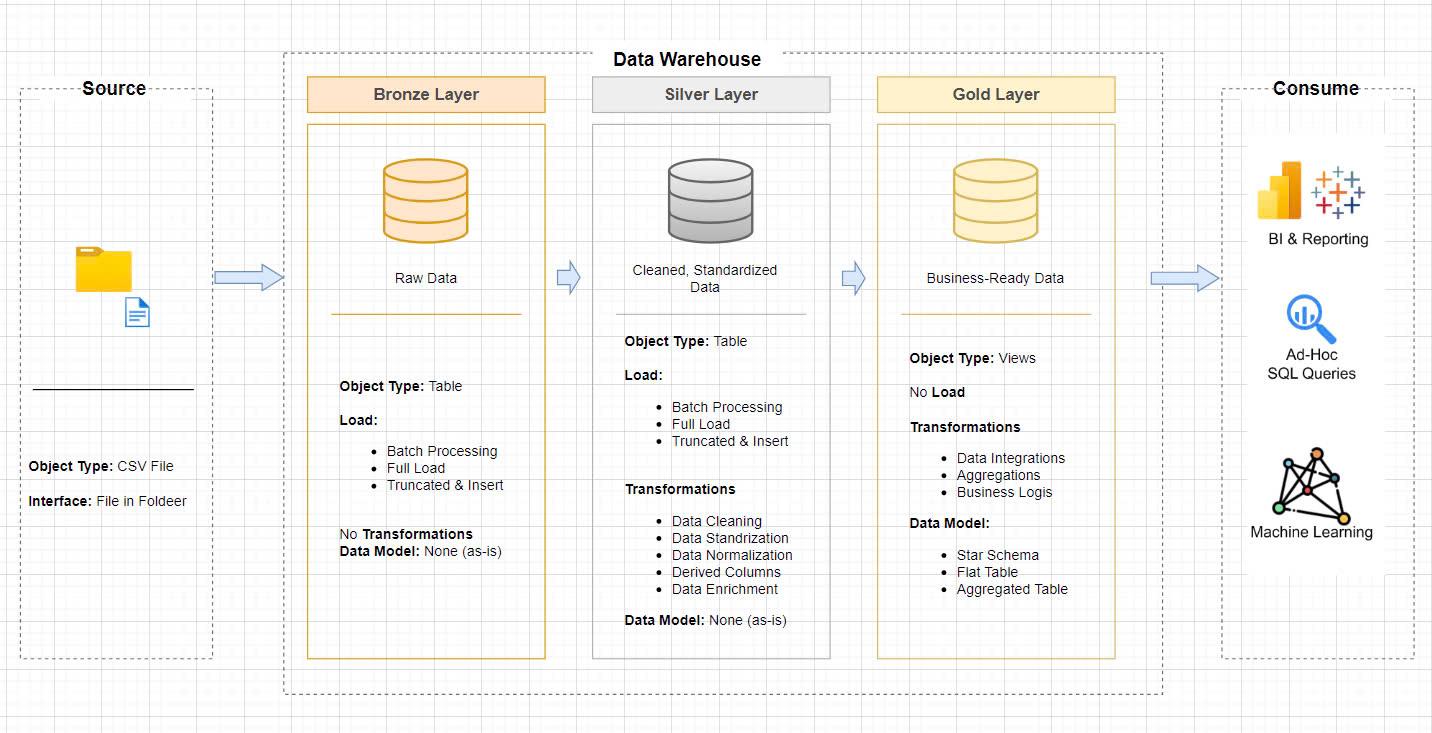 Source
Object Type: CSV File
Interface: File in Foldeer
Data Warehouse
Bronze Layer
Raw Data
Object Type: Table
Load:
Batch Processing
Full Load
Truncated & Insert
No Transformations
Data Model: None (as-is)
Silver Layer
Cleaned, Standardized
Data
Object Type: Table
Load:
Batch Processing
Full Load
Truncated & Insert
Transformations
Data Cleaning
Data Standrization
Data Normalization
Derived Columns
Data Enrichment
Data Model: None (as-is)
Gold Layer
Business-Ready Data
Object Type: Views
No Load
Transformations
Data Integrations
Aggregations
Business Logis
Data Model:
Star Schema
Flat Table
Aggregated Table
Consume
BI & Reporting
Ad-Hoc
SQL Queries
Machine Learning